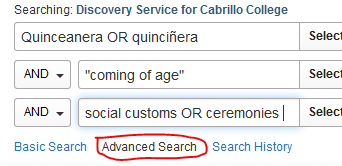 Searching: Discovery Service for Cabrillo College
Quinceanera OR quinciñera Select
AND "coming of age" Select
AND social customs OR ceremonies Select
Basic Search Advanced Search Search History